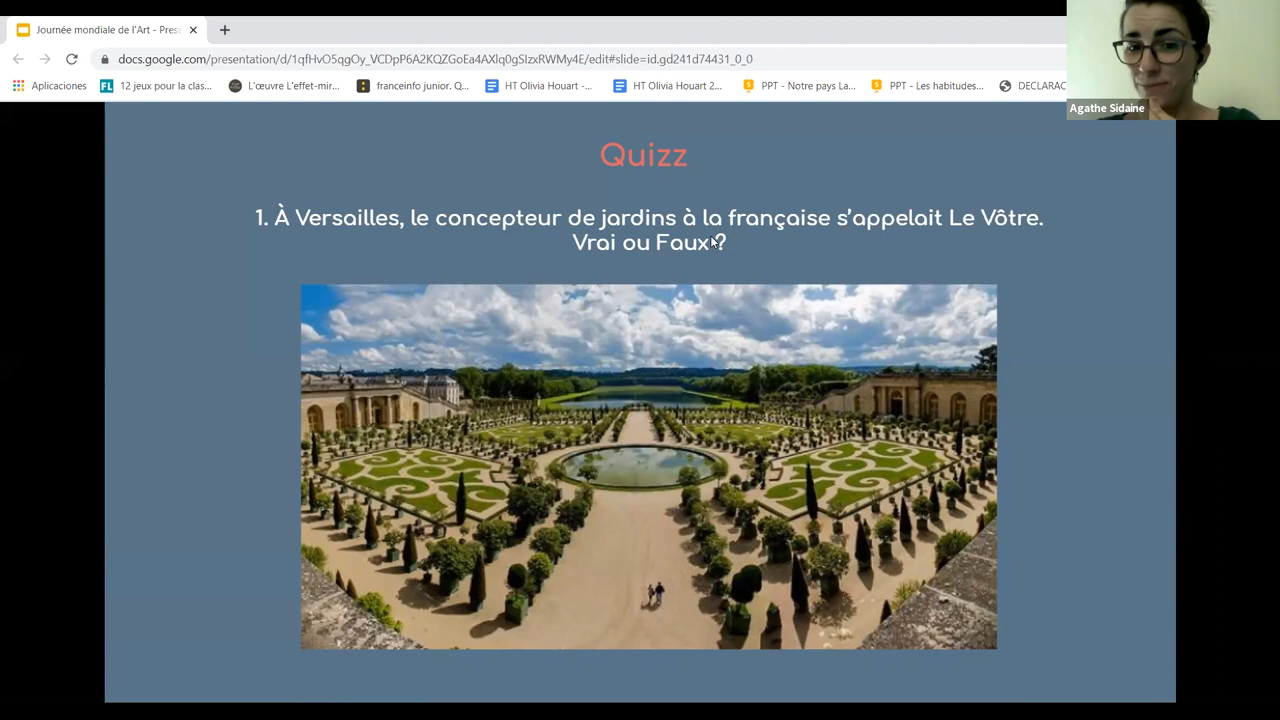 Journée mondiale de l'Art - Pres
docs.google.com/presentation/d/1qfHvO5qgOy_VCDpP6A2KQZGoEa4AXlq0gSIzxRWMy4E/edit#slide=id.gd241d74431_0_0
Aplicaciones FL 12 jeux pour la clas... L'œuvre L'effet-mir... franceinfo junior. Q... HT Olivia Houart -... HT Olivia Houart 2... PPT - Notre pays La... PPT - Les habitudes... DECLARAC
Agathe Sidaine
Quizz
1. À Versailles, le concepteur de jardins à la française s'appelait Le Vôtre.
Vrai ou Faux ?